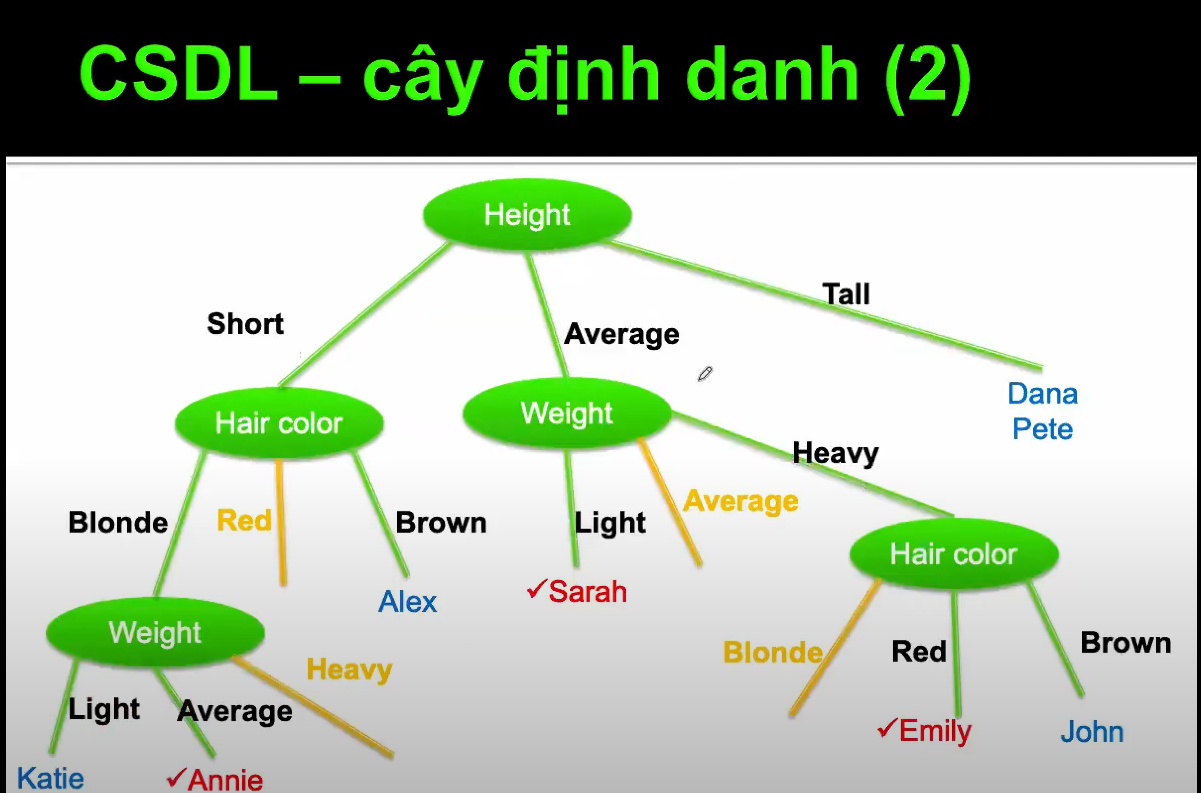 CSDL – cây định danh (2)
Height
Short
Average
Tall
Hair color
Weight
Dana
Pete
Heavy
Blonde
Red
Brown
Light
Average
Hair color
Alex
✓Sarah
Weight
Heavy
Blonde
Red
Brown
Light
Average
✓Emily
John
Katie
✓Annie